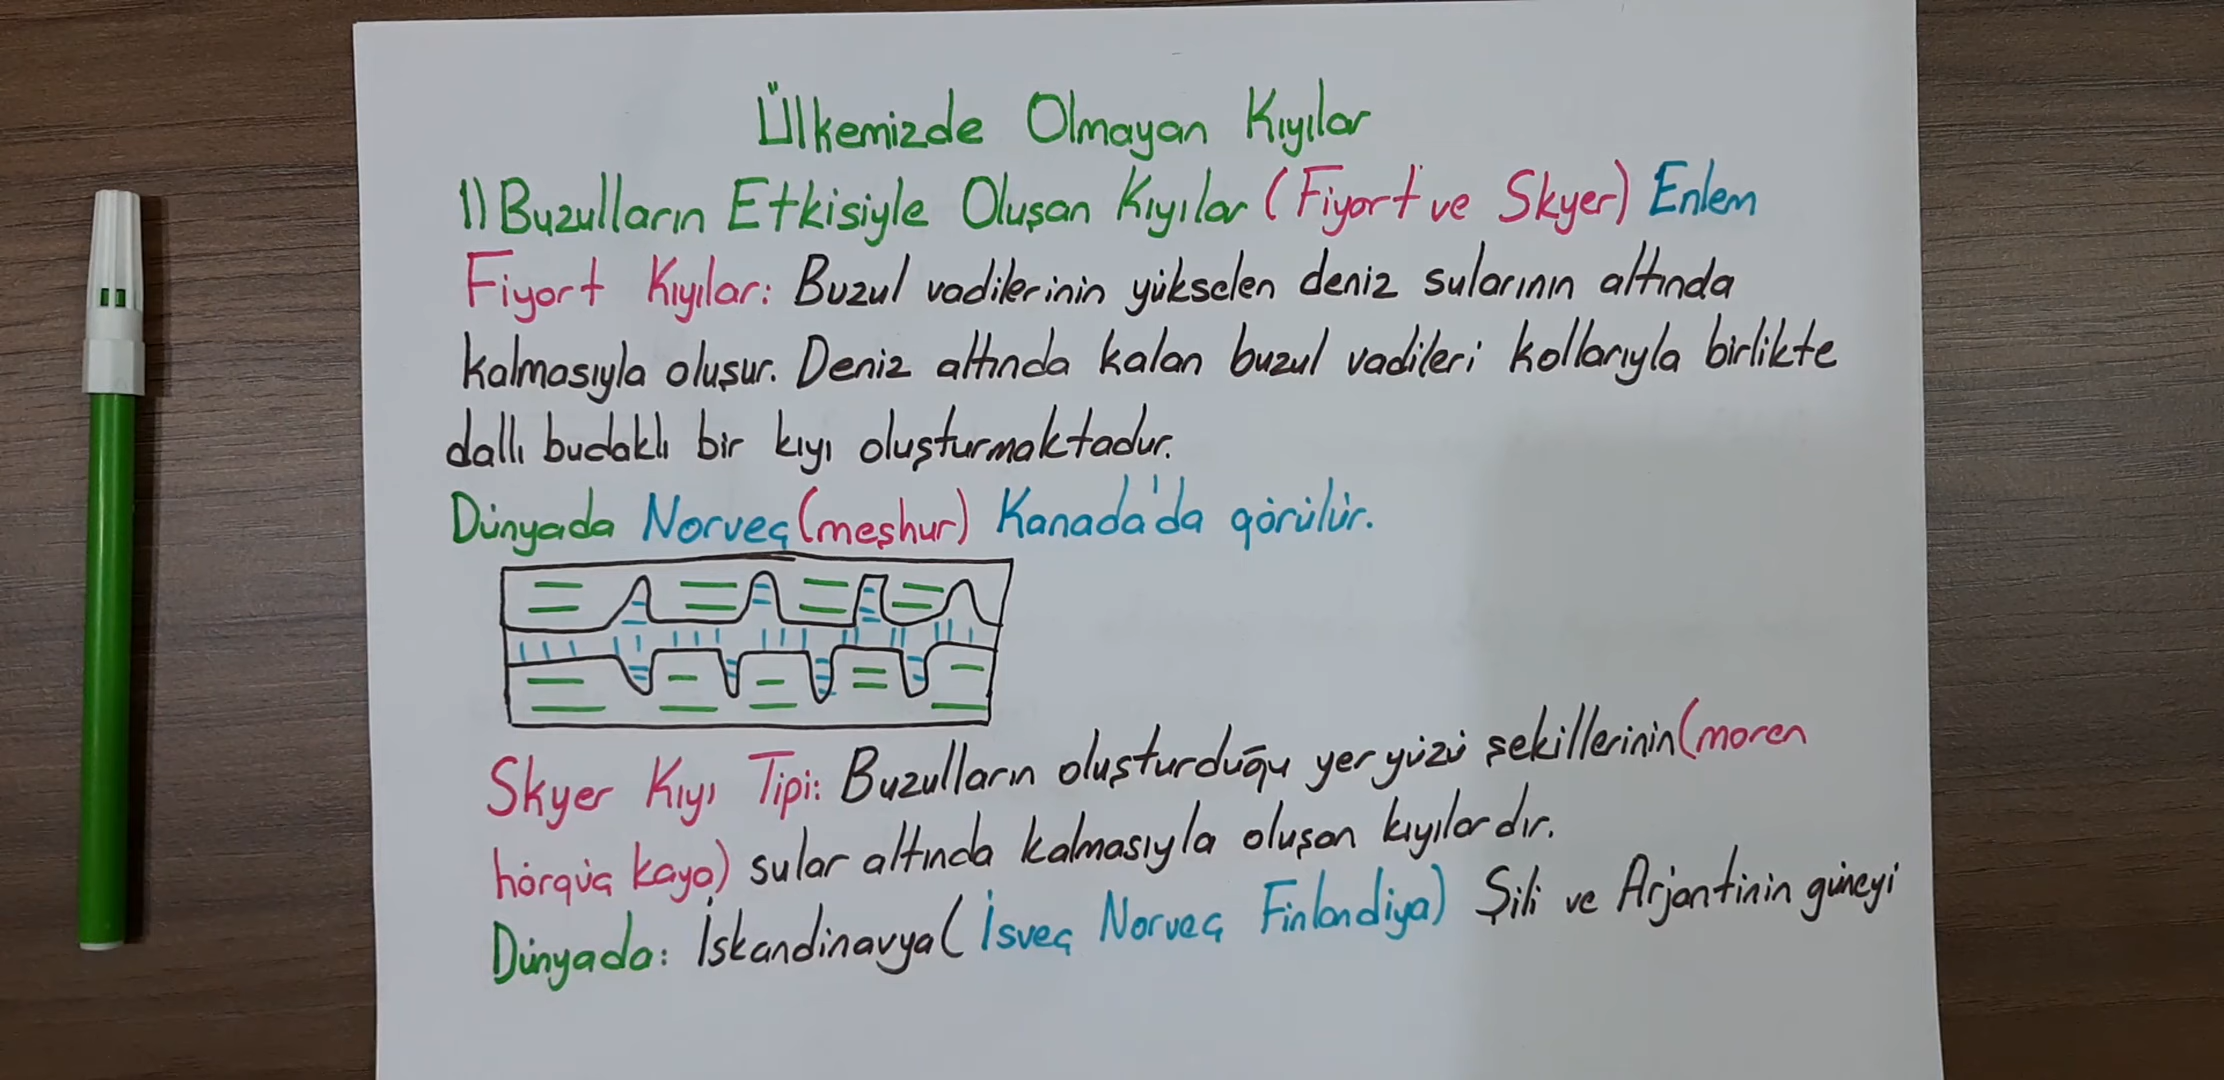 Ülkemizde Olmayan Kıyılar
1) Buzulların Etkisiyle Oluşan Kıyılar (Fiyort ve Skyer) Enlem
Fiyort Kıyılar: Buzul vadilerinin yükselen deniz sularının altında
kalmasıyla oluşur. Deniz altında kalan buzul vadileri kollarıyla birlikte
dallı budaklı bir kıyı oluşturmaktadır.
Dünyada Norveç (meşhur) Kanada'da görülür.
Skyer Kıyı Tipi: Buzulların oluşturduğu yer yüzü şekillerinin (moren
hörgüç kaya) sular altında kalmasıyla oluşan kıyılardır.
Dünyada: İskandinavya (İsveç Norveç Finlandiya) Şili ve Arjantinin güneyi